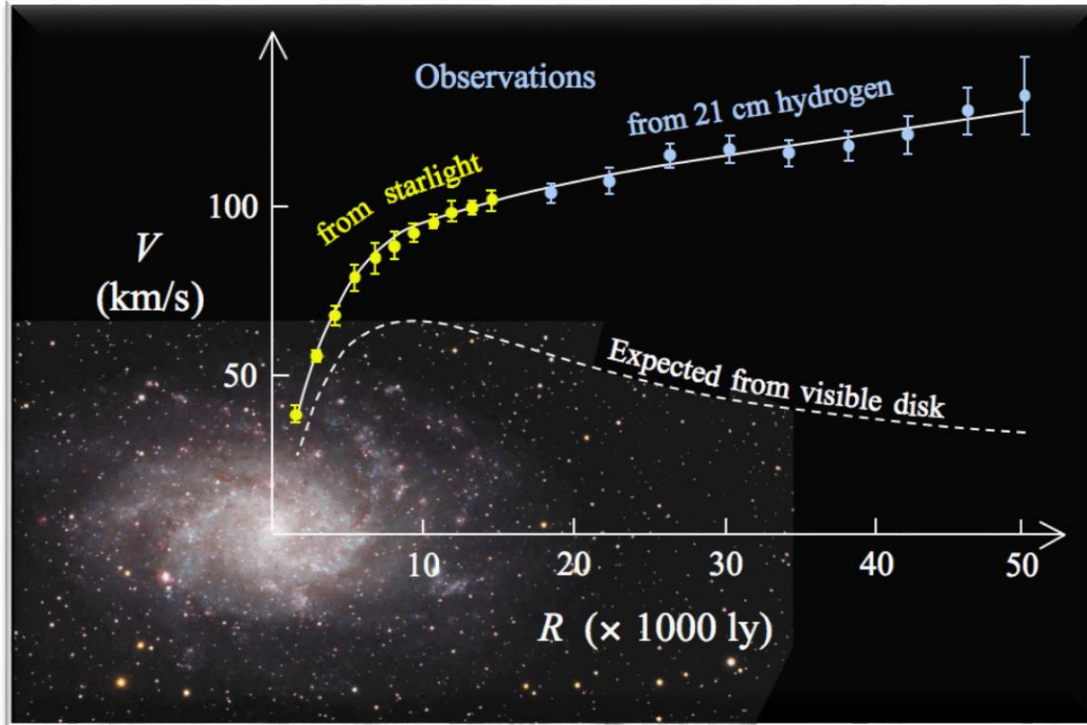 Observations
from 21 cm hydrogen
from starlight
100
V
(km/s)
50
Expected from visible disk
10
20
30
40
50
R (× 1000 ly)